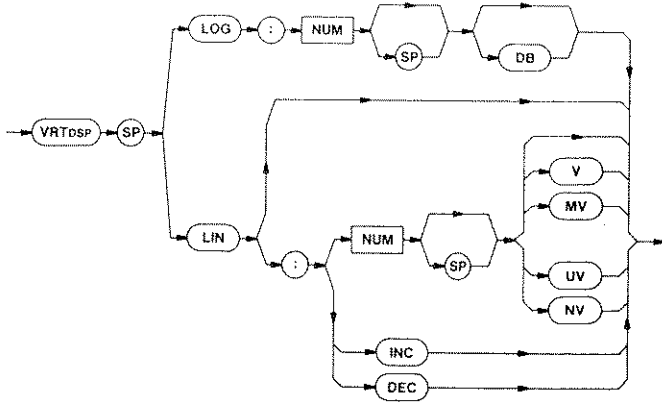 LOG : NUM SP DB
VRTDSP SP
V
MV
LIN : NUM SP
UV
NV
INC
DEC